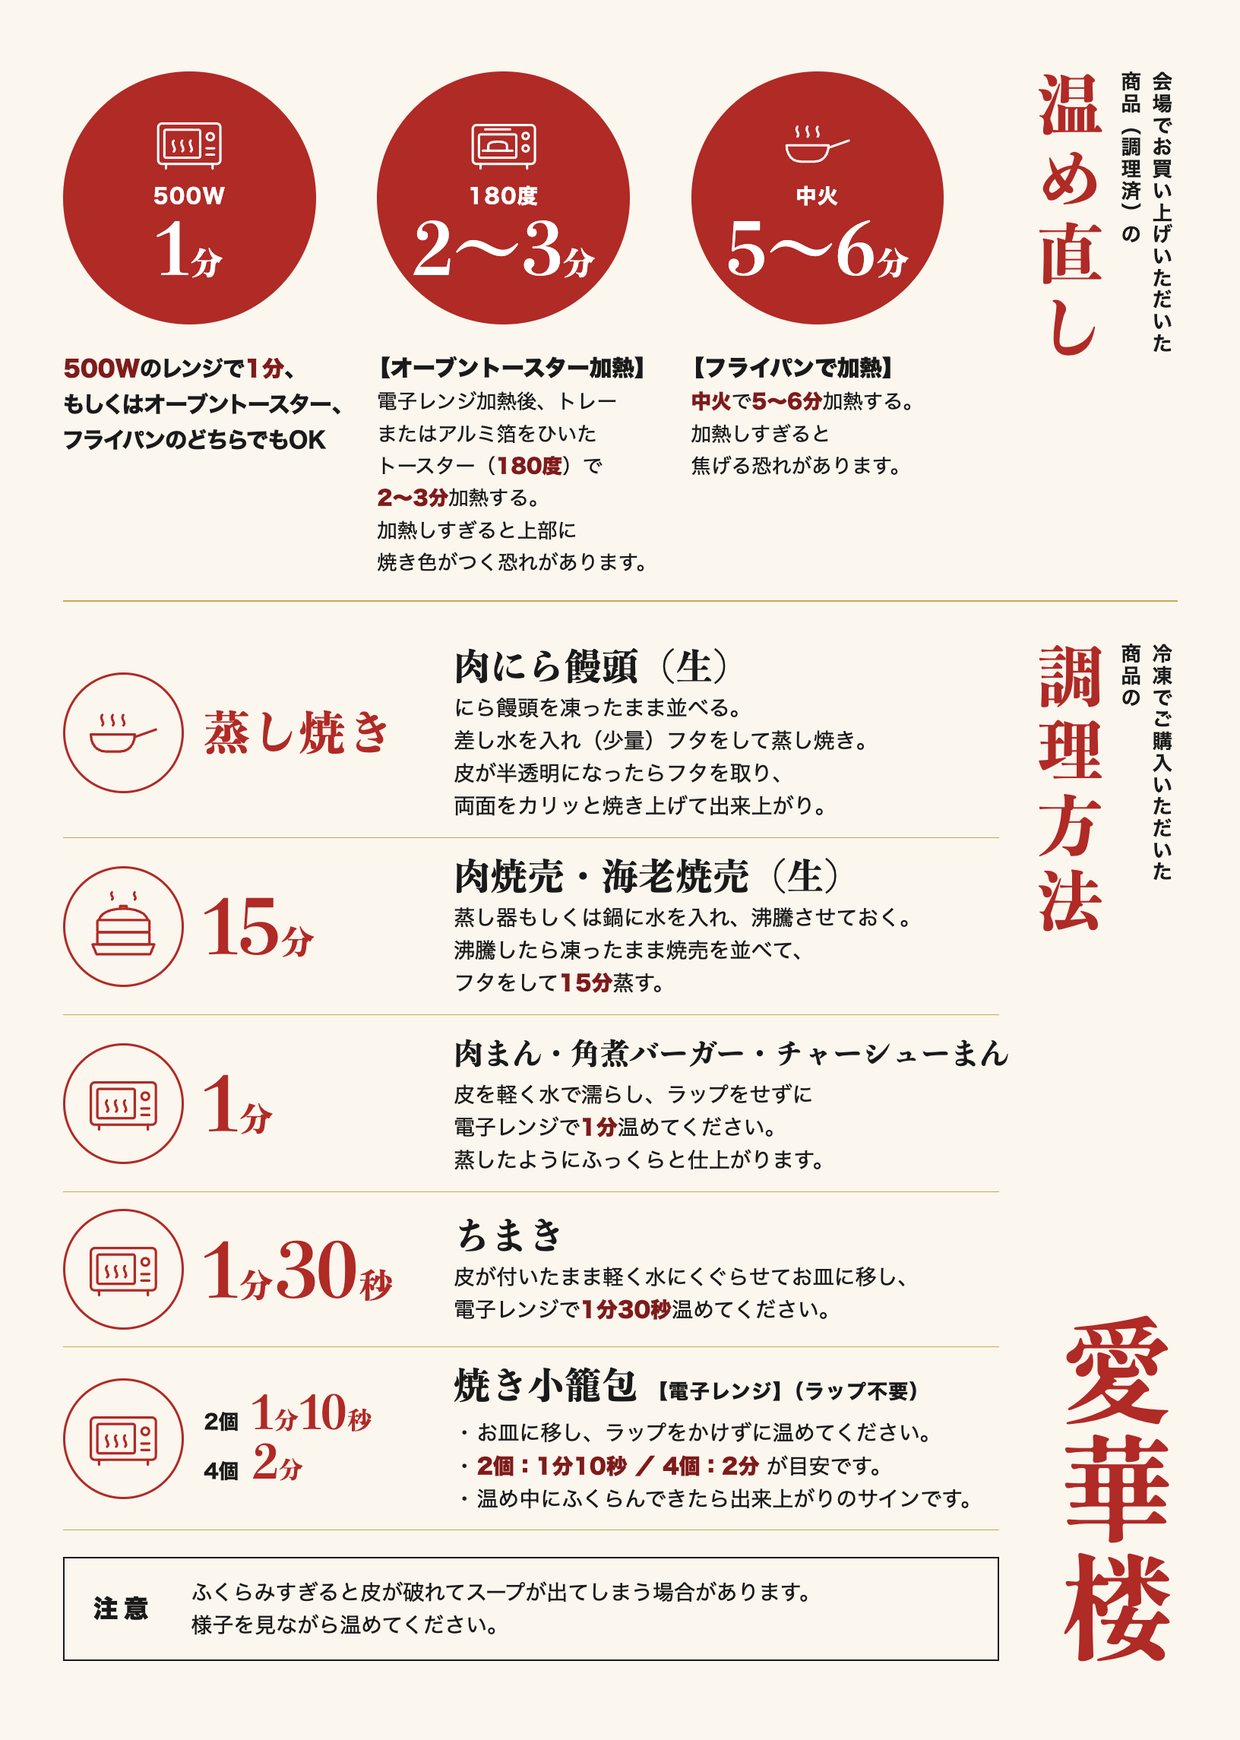 会場でお買い上げいただいた
商品（調理済）の
温め直し
500W
1分
180度
2〜3分
中火
5〜6分
500Wのレンジで1分、
もしくはオーブントースター、
フライパンのどちらでもOK
【オーブントースター加熱】
電子レンジ加熱後、トレー
またはアルミ箔をひいた
トースター（180度）で
2〜3分加熱する。
加熱しすぎると上部に
焼き色がつく恐れがあります。
【フライパンで加熱】
中火で5〜6分加熱する。
加熱しすぎると
焦げる恐れがあります。
冷凍でご購入いただいた
商品の
調理方法
蒸し焼き
肉にら饅頭（生）
にら饅頭を凍ったまま並べる。
差し水を入れ（少量）フタをして蒸し焼き。
皮が半透明になったらフタを取り、
両面をカリッと焼き上げて出来上がり。
15分
肉焼売・海老焼売（生）
蒸し器もしくは鍋に水を入れ、沸騰させておく。
沸騰したら凍ったまま焼売を並べて、
フタをして15分蒸す。
1分
肉まん・角煮バーガー・チャーシューまん
皮を軽く水で濡らし、ラップをせずに
電子レンジで1分温めてください。
蒸したようにふっくらと仕上がります。
1分30秒
ちまき
皮が付いたまま軽く水にくぐらせてお皿に移し、
電子レンジで1分30秒温めてください。
2個 1分10秒
4個 2分
焼き小籠包 【電子レンジ】（ラップ不要）
・お皿に移し、ラップをかけずに温めてください。
・2個：1分10秒 ／ 4個：2分 が目安です。
・温め中にふくらんできたら出来上がりのサインです。
注意
ふくらみすぎると皮が破れてスープが出てしまう場合があります。
様子を見ながら温めてください。
愛華楼